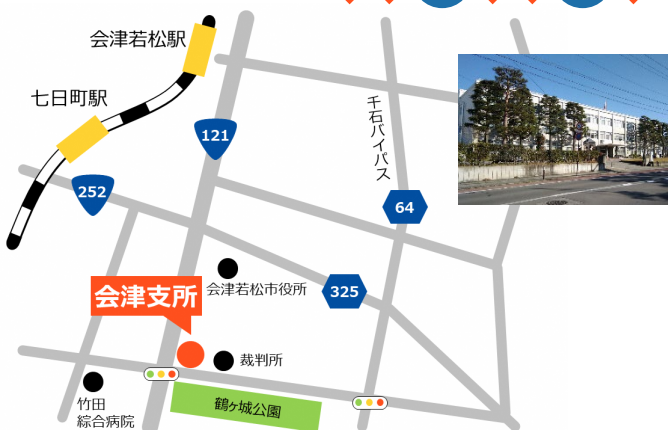 会津若松駅
七日町駅
121
千石バイパス
252
64
会津若松市役所
325
会津支所
裁判所
竹田
綜合病院
鶴ヶ城公園